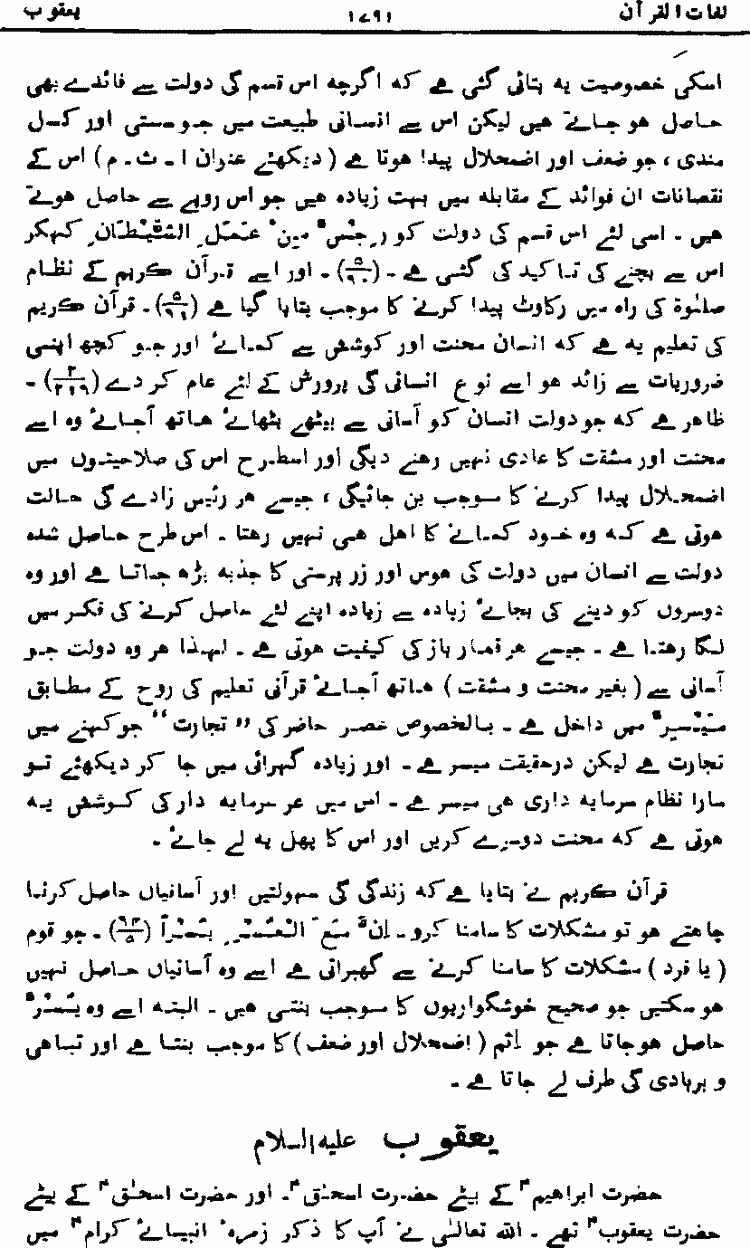 لغات القرآن ۱۷۹۱ یعقوب
اسکی خصوصیت یہ بتائی گئی ہے کہ اگرچہ اس قسم کی دولت سے فائدے بھی
حاصل ہو جاتے ہیں لیکن اس سے انسانی طبیعت میں جو سستی اور کسل
مندی ، جو ضعف اور اضمحلال پیدا ہوتا ہے ( دیکھئے عنوان ا - ث - م ) اس کے
نقصانات ان فوائد کے مقابلہ میں بہت زیادہ ہیں جو اس روپے سے حاصل ہوتے
ہیں - اسی لئے اس قسم کی دولت کو رِجْسٌ مِّنْ عَمَلِ الشَّيْطَانِ کہکر
اس سے بچنے کی تاکید کی گئی ہے - (۵/۹۰) - اور اسے قرآن کریم کے نظام
صلٰوۃ کی راہ میں رکاوٹ پیدا کرنے کا موجب بتایا گیا ہے (۵/۹۱) - قرآن کریم
کی تعلیم یہ ہے کہ انسان محنت اور کوشش سے کمائے اور جو کچھ اپنی
ضروریات سے زائد ہو اسے نوع انسانی کی پرورش کے لئے عام کر دے (۲/۲۱۹) -
ظاہر ہے کہ جو دولت انسان کو آسانی سے بیٹھے بٹھائے ہاتھ آجائے وہ اسے
محنت اور مشقت کا عادی نہیں رہنے دیگی اور اسطرح اس کی صلاحیتوں میں
اضمحلال پیدا کرنے کا موجب بن جائیگی ، جیسے ہر رئیس زادے کی حالت
ہوتی ہے کہ وہ خود کمانے کا اہل ہی نہیں رہتا - اس طرح حاصل شدہ
دولت سے انسان میں دولت کی ہوس اور زر پرستی کا جذبہ بڑھ جاتا ہے اور وہ
دوسروں کو دینے کی بجائے زیادہ سے زیادہ اپنے لئے حاصل کرنے کی فکر میں
لگا رہتا ہے - جیسے ہر قمار باز کی کیفیت ہوتی ہے - لہذا ہر وہ دولت جو
آسانی سے ( بغیر محنت و مشقت ) ہاتھ آجائے قرآنی تعلیم کی روح کے مطابق
مَيْسِرٌ میں داخل ہے - بالخصوص عصر حاضر کی ”تجارت“ جو کہنے میں
تجارت ہے لیکن درحقیقت میسر ہے - اور زیادہ گہرائی میں جا کر دیکھئے تو
سارا نظام سرمایہ داری ہی میسر ہے - اس میں ہر سرمایہ دار کی کوشش یہ
ہوتی ہے کہ محنت دوسرے کریں اور اس کا پھل یہ لے جائے -
قرآن کریم نے بتایا ہے کہ زندگی کی سہولتیں اور آسانیاں حاصل کرنا
چاہتے ہو تو مشکلات کا سامنا کرو - إِنَّ مَعَ الْعُسْرِ يُسْراً (۹۴/۵) - جو قوم
( یا فرد ) مشکلات کا سامنا کرنے سے گھبراتی ہے اسے وہ آسانیاں حاصل نہیں
ہو سکتیں جو صحیح خوشگواریوں کا موجب بنتی ہیں - البتہ اسے وہ يُسْرٌ
حاصل ہوجاتا ہے جو إثم ( اضمحلال اور ضعف ) کا موجب بنتا ہے اور تباہی
و بربادی کی طرف لے جاتا ہے -
یعقوب علیہ السلام
حضرت ابراھیم ؑ کے بیٹے حضرت اسحٰق ؑ - اور حضرت اسحٰق ؑ کے بیٹے
حضرت یعقوب ؑ تھے - اللہ تعالیٰ نے آپ کا ذکر زمرۂ انبیائے کرام ؑ میں